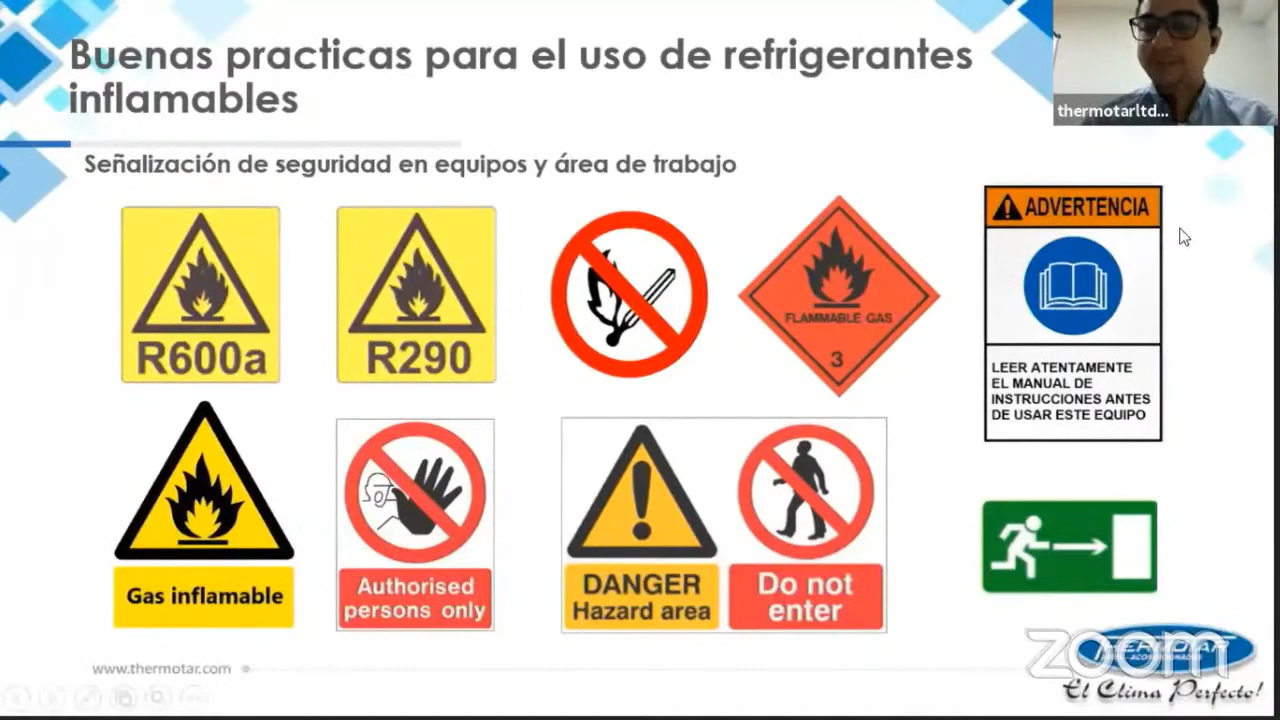 Buenas practicas para el uso de refrigerantes
inflamables
thermotarltd...
Señalización de seguridad en equipos y área de trabajo
R600a
R290
FLAMMABLE GAS
3
ADVERTENCIA
LEER ATENTAMENTE
EL MANUAL DE
INSTRUCCIONES ANTES
DE USAR ESTE EQUIPO
Gas inflamable
Authorised
persons only
DANGER
Hazard area
Do not
enter
www.thermotar.com
zoom
THERMOTAR
El Clima Perfecto!